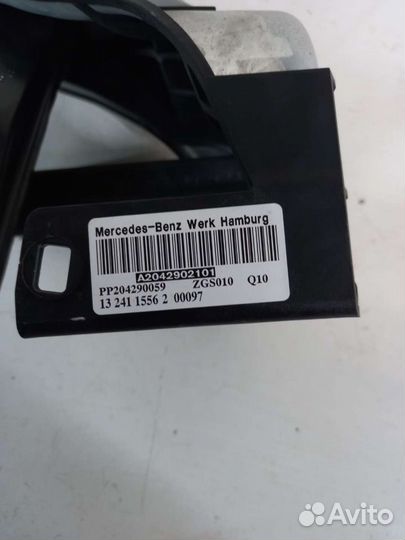 Mercedes-Benz Werk Hamburg
A2042902101
PP204290059 ZGS010 Q10
13 241 1556 2 00097
Avito